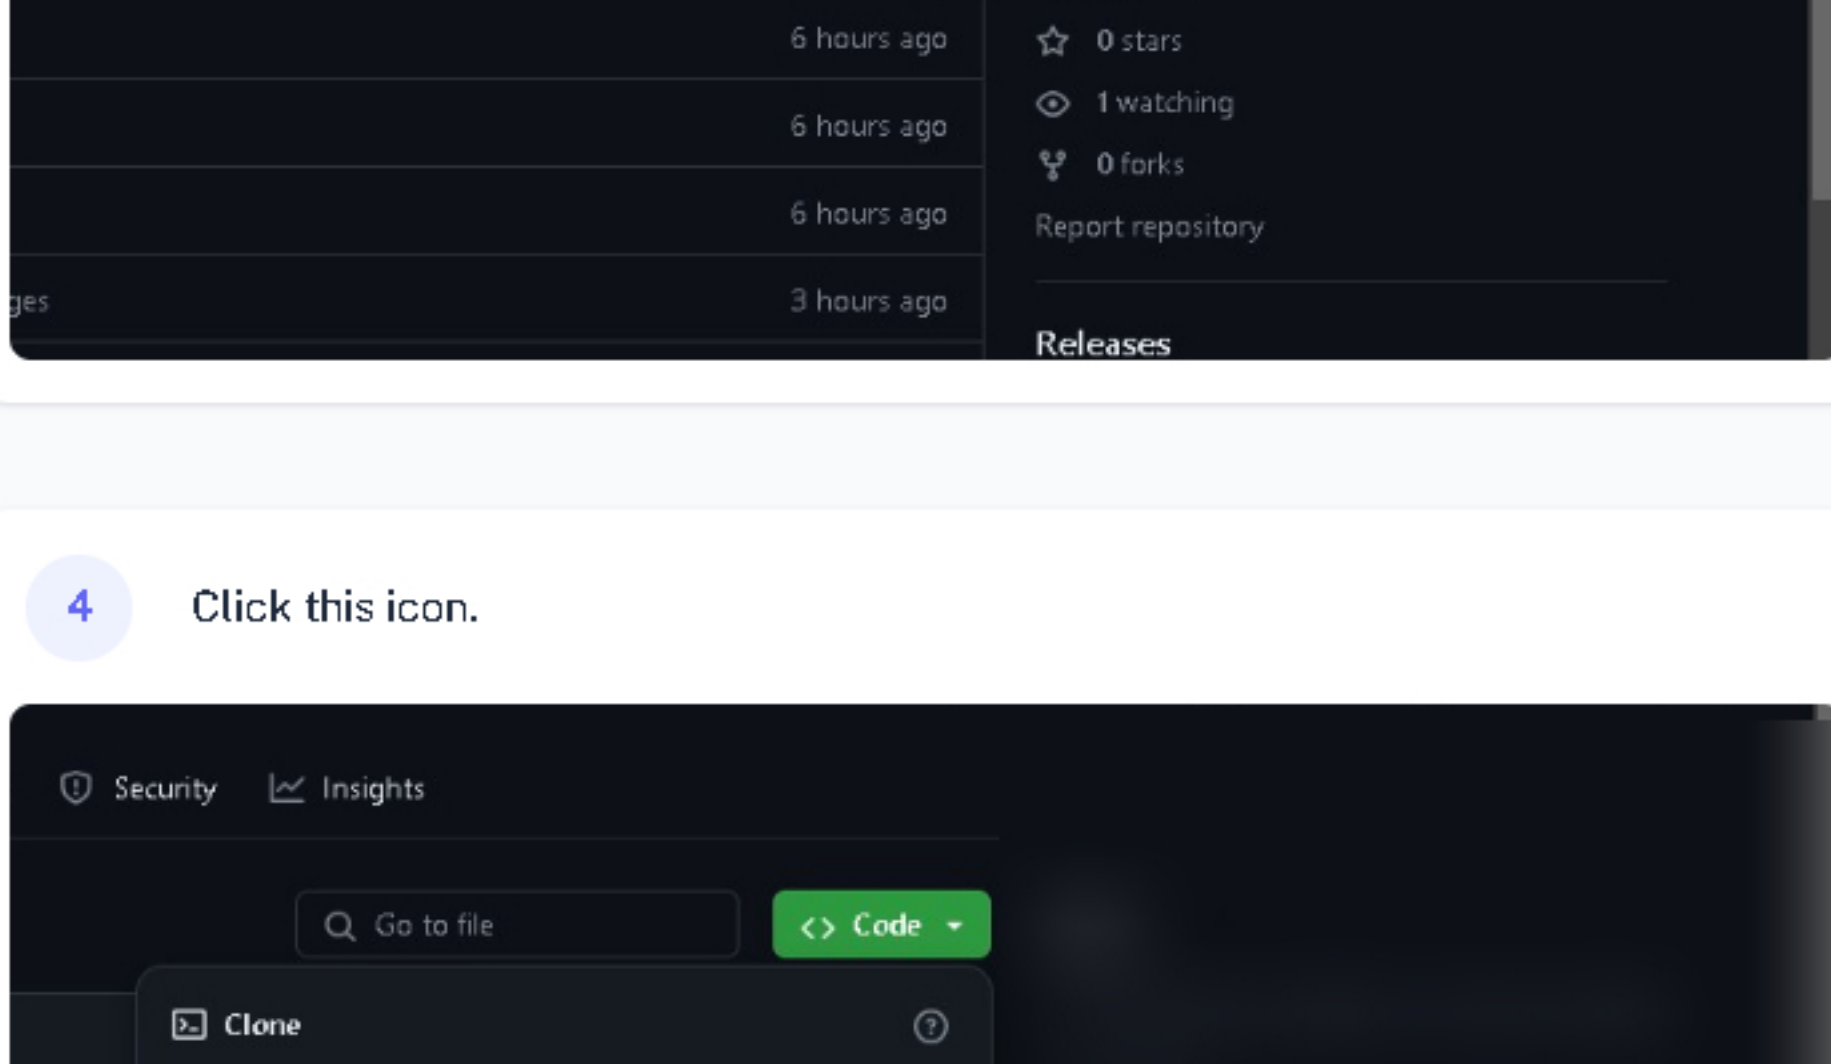 6 hours ago
0 stars
6 hours ago
1 watching
0 forks
6 hours ago
Report repository
ges
3 hours ago
Releases
4
Click this icon.
Security
Insights
Go to file
<> Code
Clone